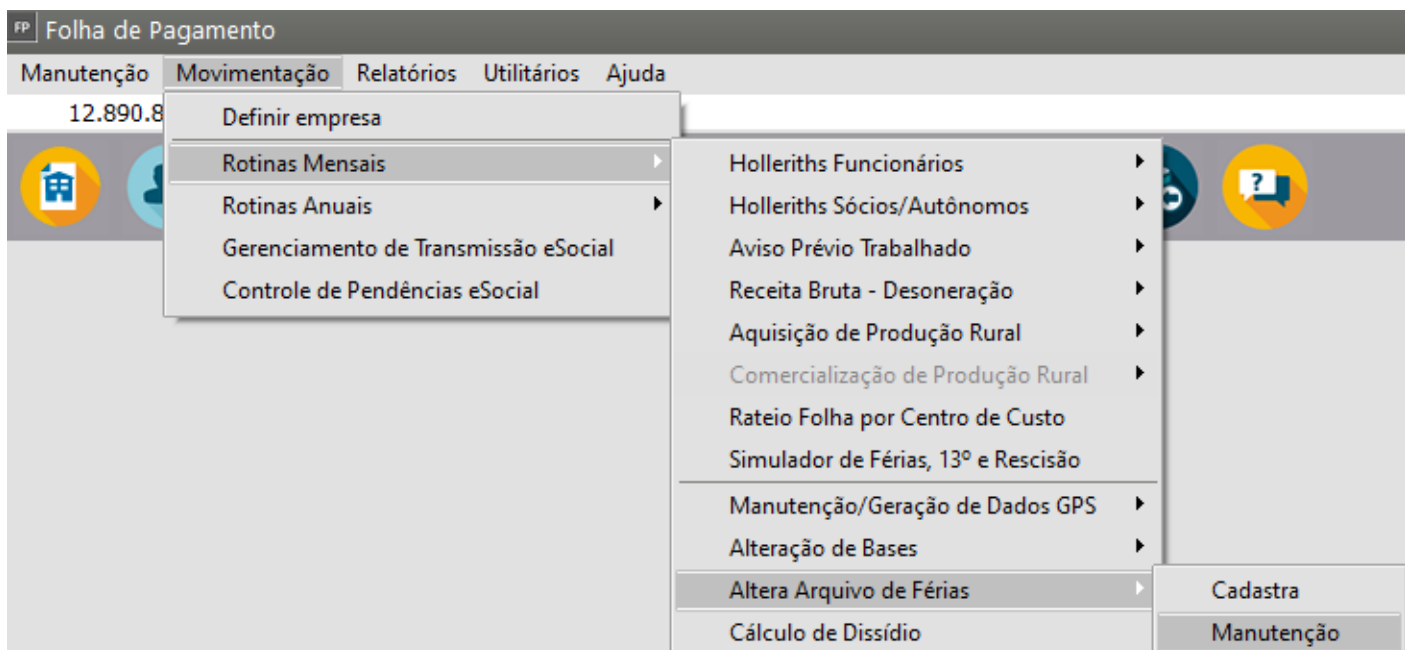 FP Folha de Pagamento
Manutenção Movimentação Relatórios Utilitários Ajuda
12.890.8
Definir empresa
Rotinas Mensais
Rotinas Anuais
Gerenciamento de Transmissão eSocial
Controle de Pendências eSocial
Holleriths Funcionários
Holleriths Sócios/Autônomos
Aviso Prévio Trabalhado
Receita Bruta - Desoneração
Aquisição de Produção Rural
Comercialização de Produção Rural
Rateio Folha por Centro de Custo
Simulador de Férias, 13º e Rescisão
Manutenção/Geração de Dados GPS
Alteração de Bases
Altera Arquivo de Férias
Cálculo de Dissídio
Cadastra
Manutenção
?